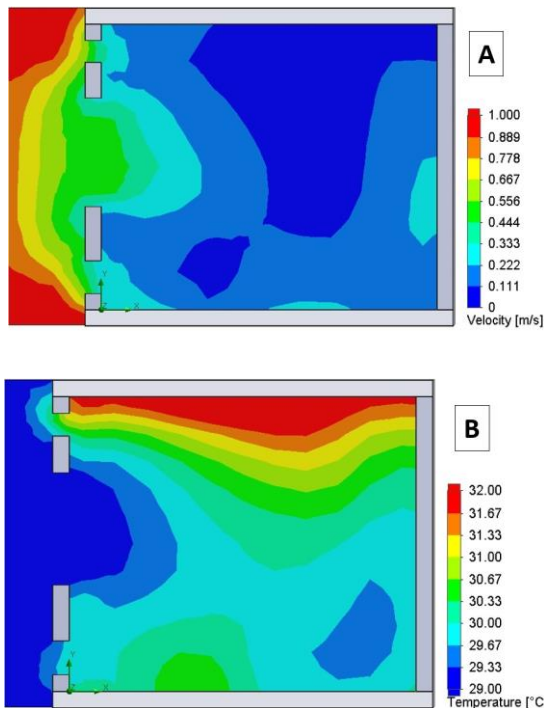 A
1.000
0.889
0.778
0.667
0.556
0.444
0.333
0.222
0.111
0
Velocity [m/s]
Y
Z X
B
32.00
31.67
31.33
31.00
30.67
30.33
30.00
29.67
29.33
29.00
Temperature [°C
Y
Z X